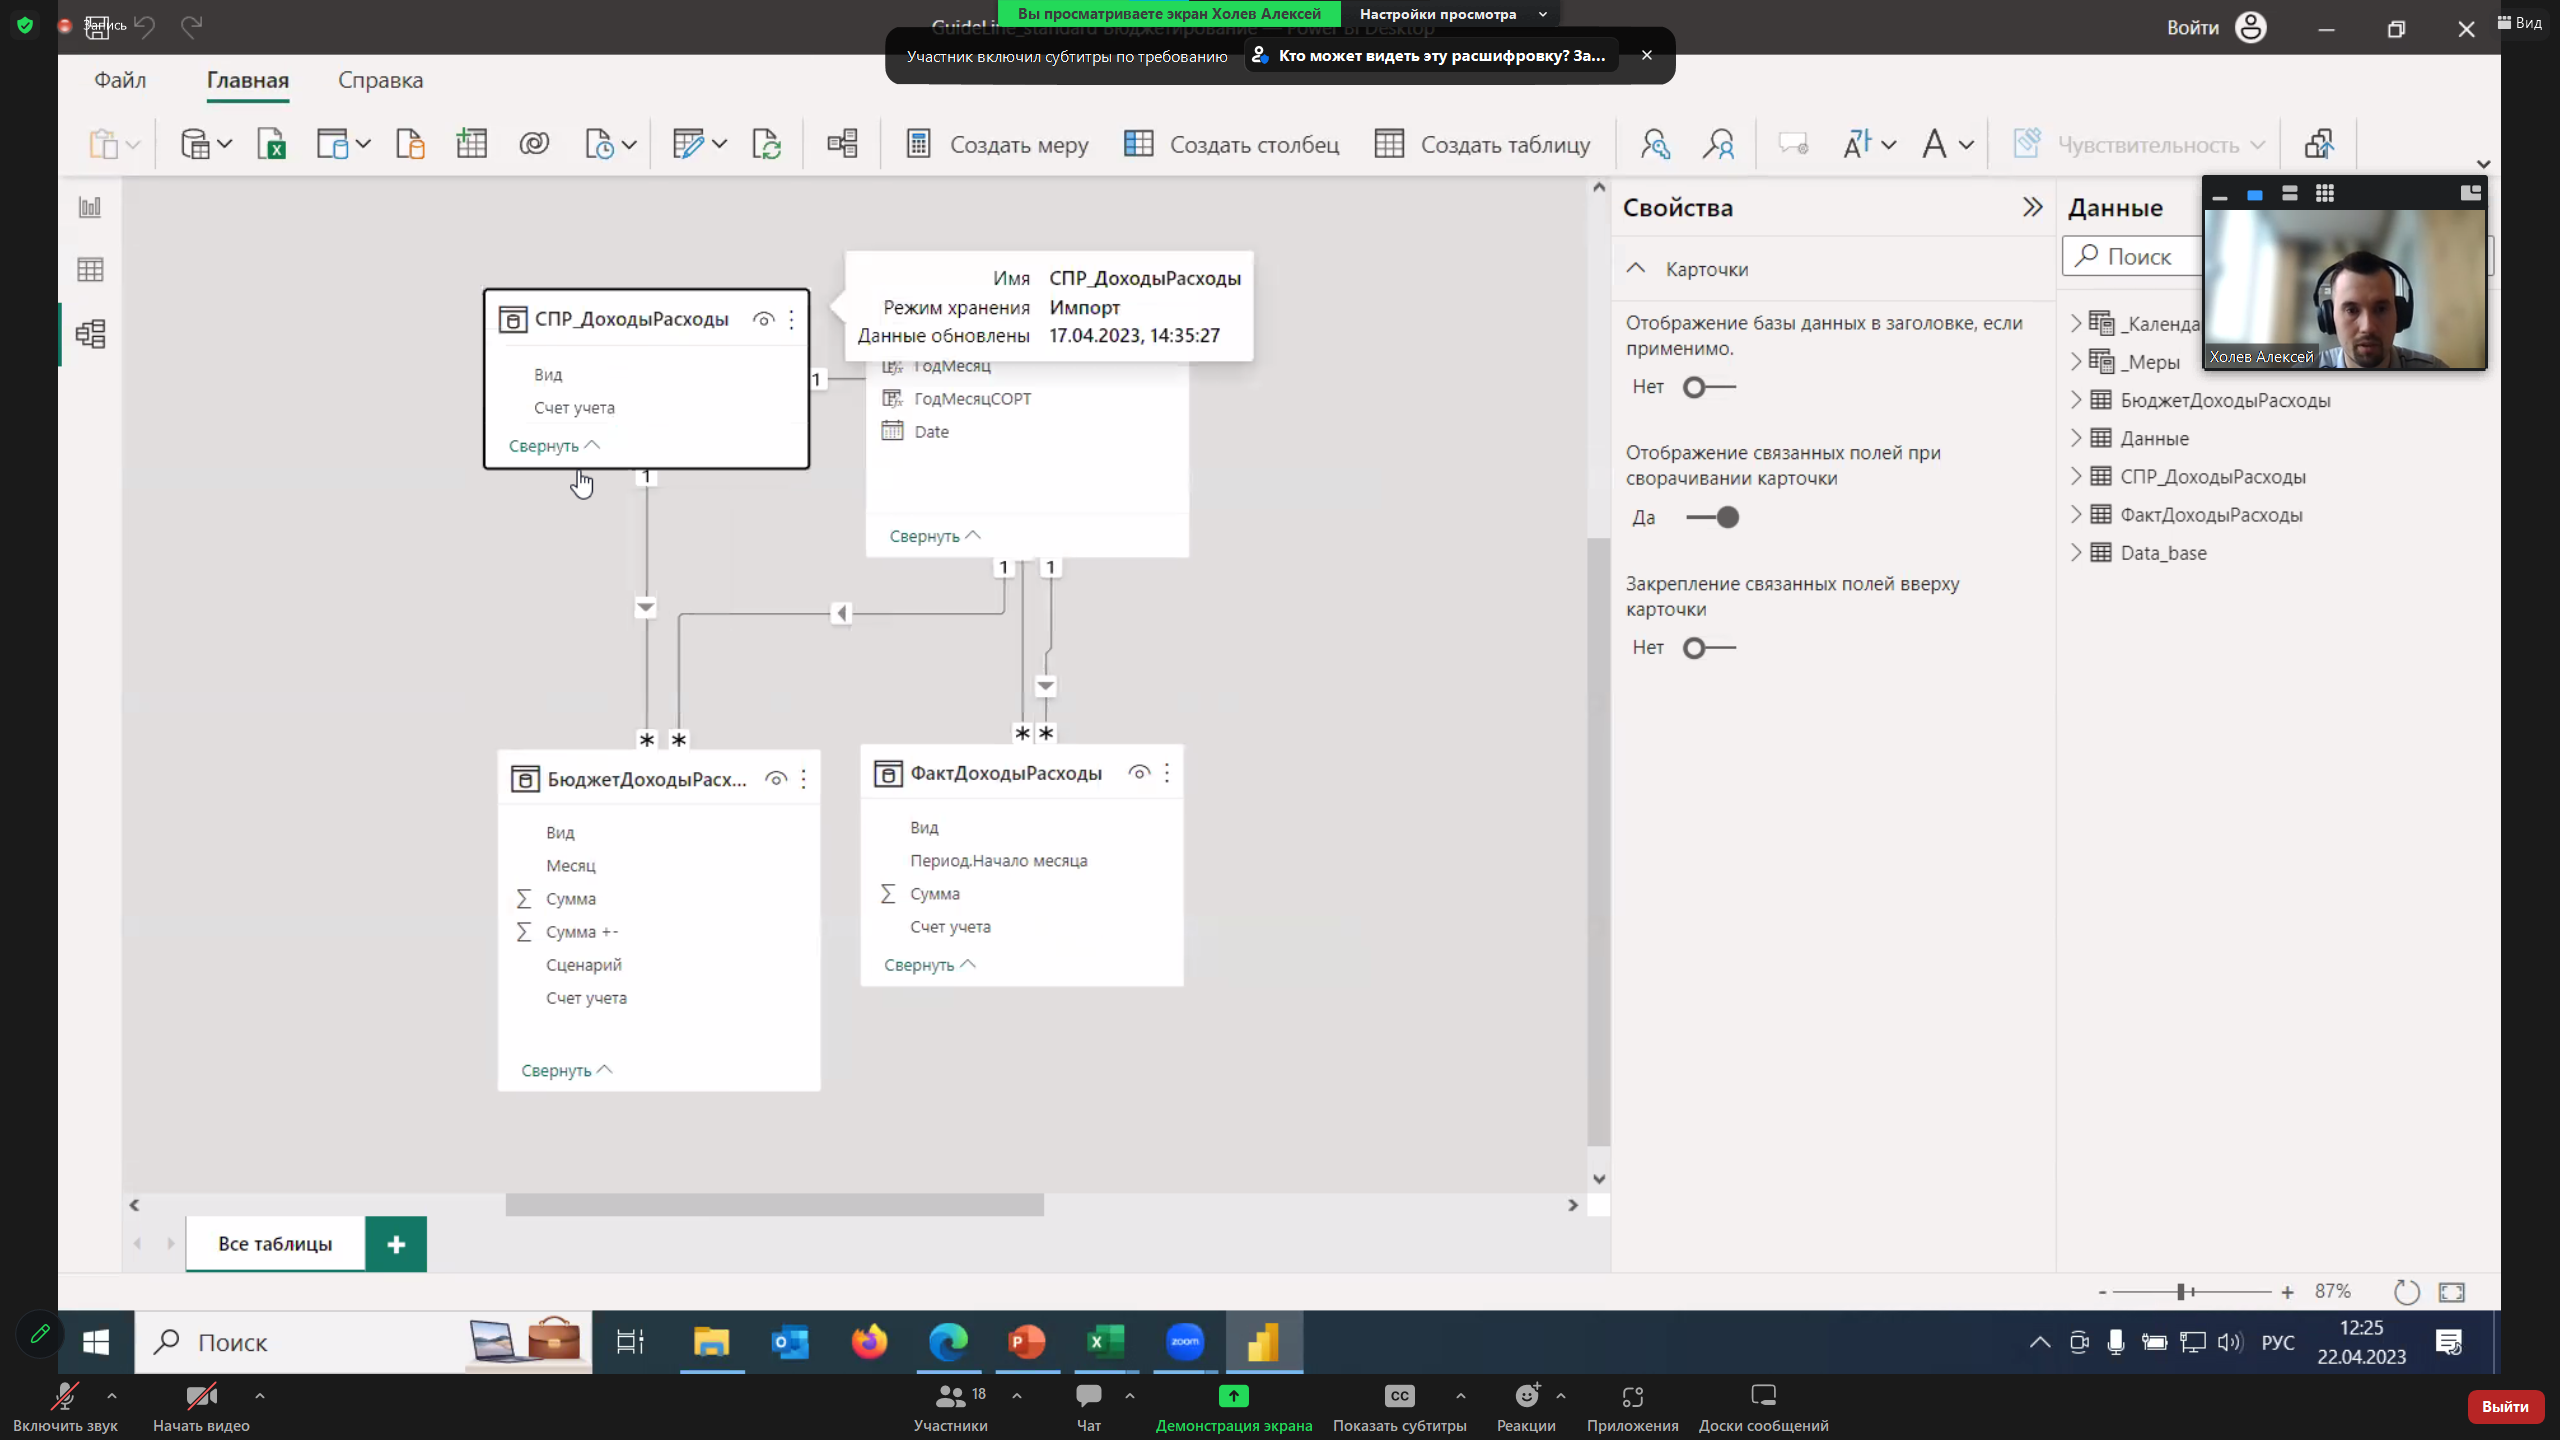 Запись
Вы просматриваете экран Холев Алексей
Настройки просмотра
Войти
Вид
Участник включил субтитры по требованию
Кто может видеть эту расшифровку? За...
Файл
Главная
Справка
Создать меру
Создать столбец
Создать таблицу
Чувствительность
Имя СПР_ДоходыРасходы
Режим хранения Импорт
Данные обновлены 17.04.2023, 14:35:27
СПР_ДоходыРасходы
Вид
Счет учета
Свернуть
1
1
ГодМесяц
ГодМесяцСОРТ
Date
Свернуть
1
1
* *
* *
БюджетДоходыРасх...
Вид
Месяц
Сумма
Сумма +-
Сценарий
Счет учета
Свернуть
ФактДоходыРасходы
Вид
Период.Начало месяца
Сумма
Счет учета
Свернуть
Свойства
Карточки
Отображение базы данных в заголовке, если
применимо.
Нет
Отображение связанных полей при
сворачивании карточки
Да
Закрепление связанных полей вверху
карточки
Нет
Данные
Поиск
Холев Алексей
_Календа
_Меры
БюджетДоходыРасходы
Данные
СПР_ДоходыРасходы
ФактДоходыРасходы
Data_base
Все таблицы
+
- + 87%
Поиск
zoom
РУС
12:25
22.04.2023
Включить звук
Начать видео
18
Участники
Чат
Демонстрация экрана
CC
Показать субтитры
Реакции
Приложения
Доски сообщений
Выйти